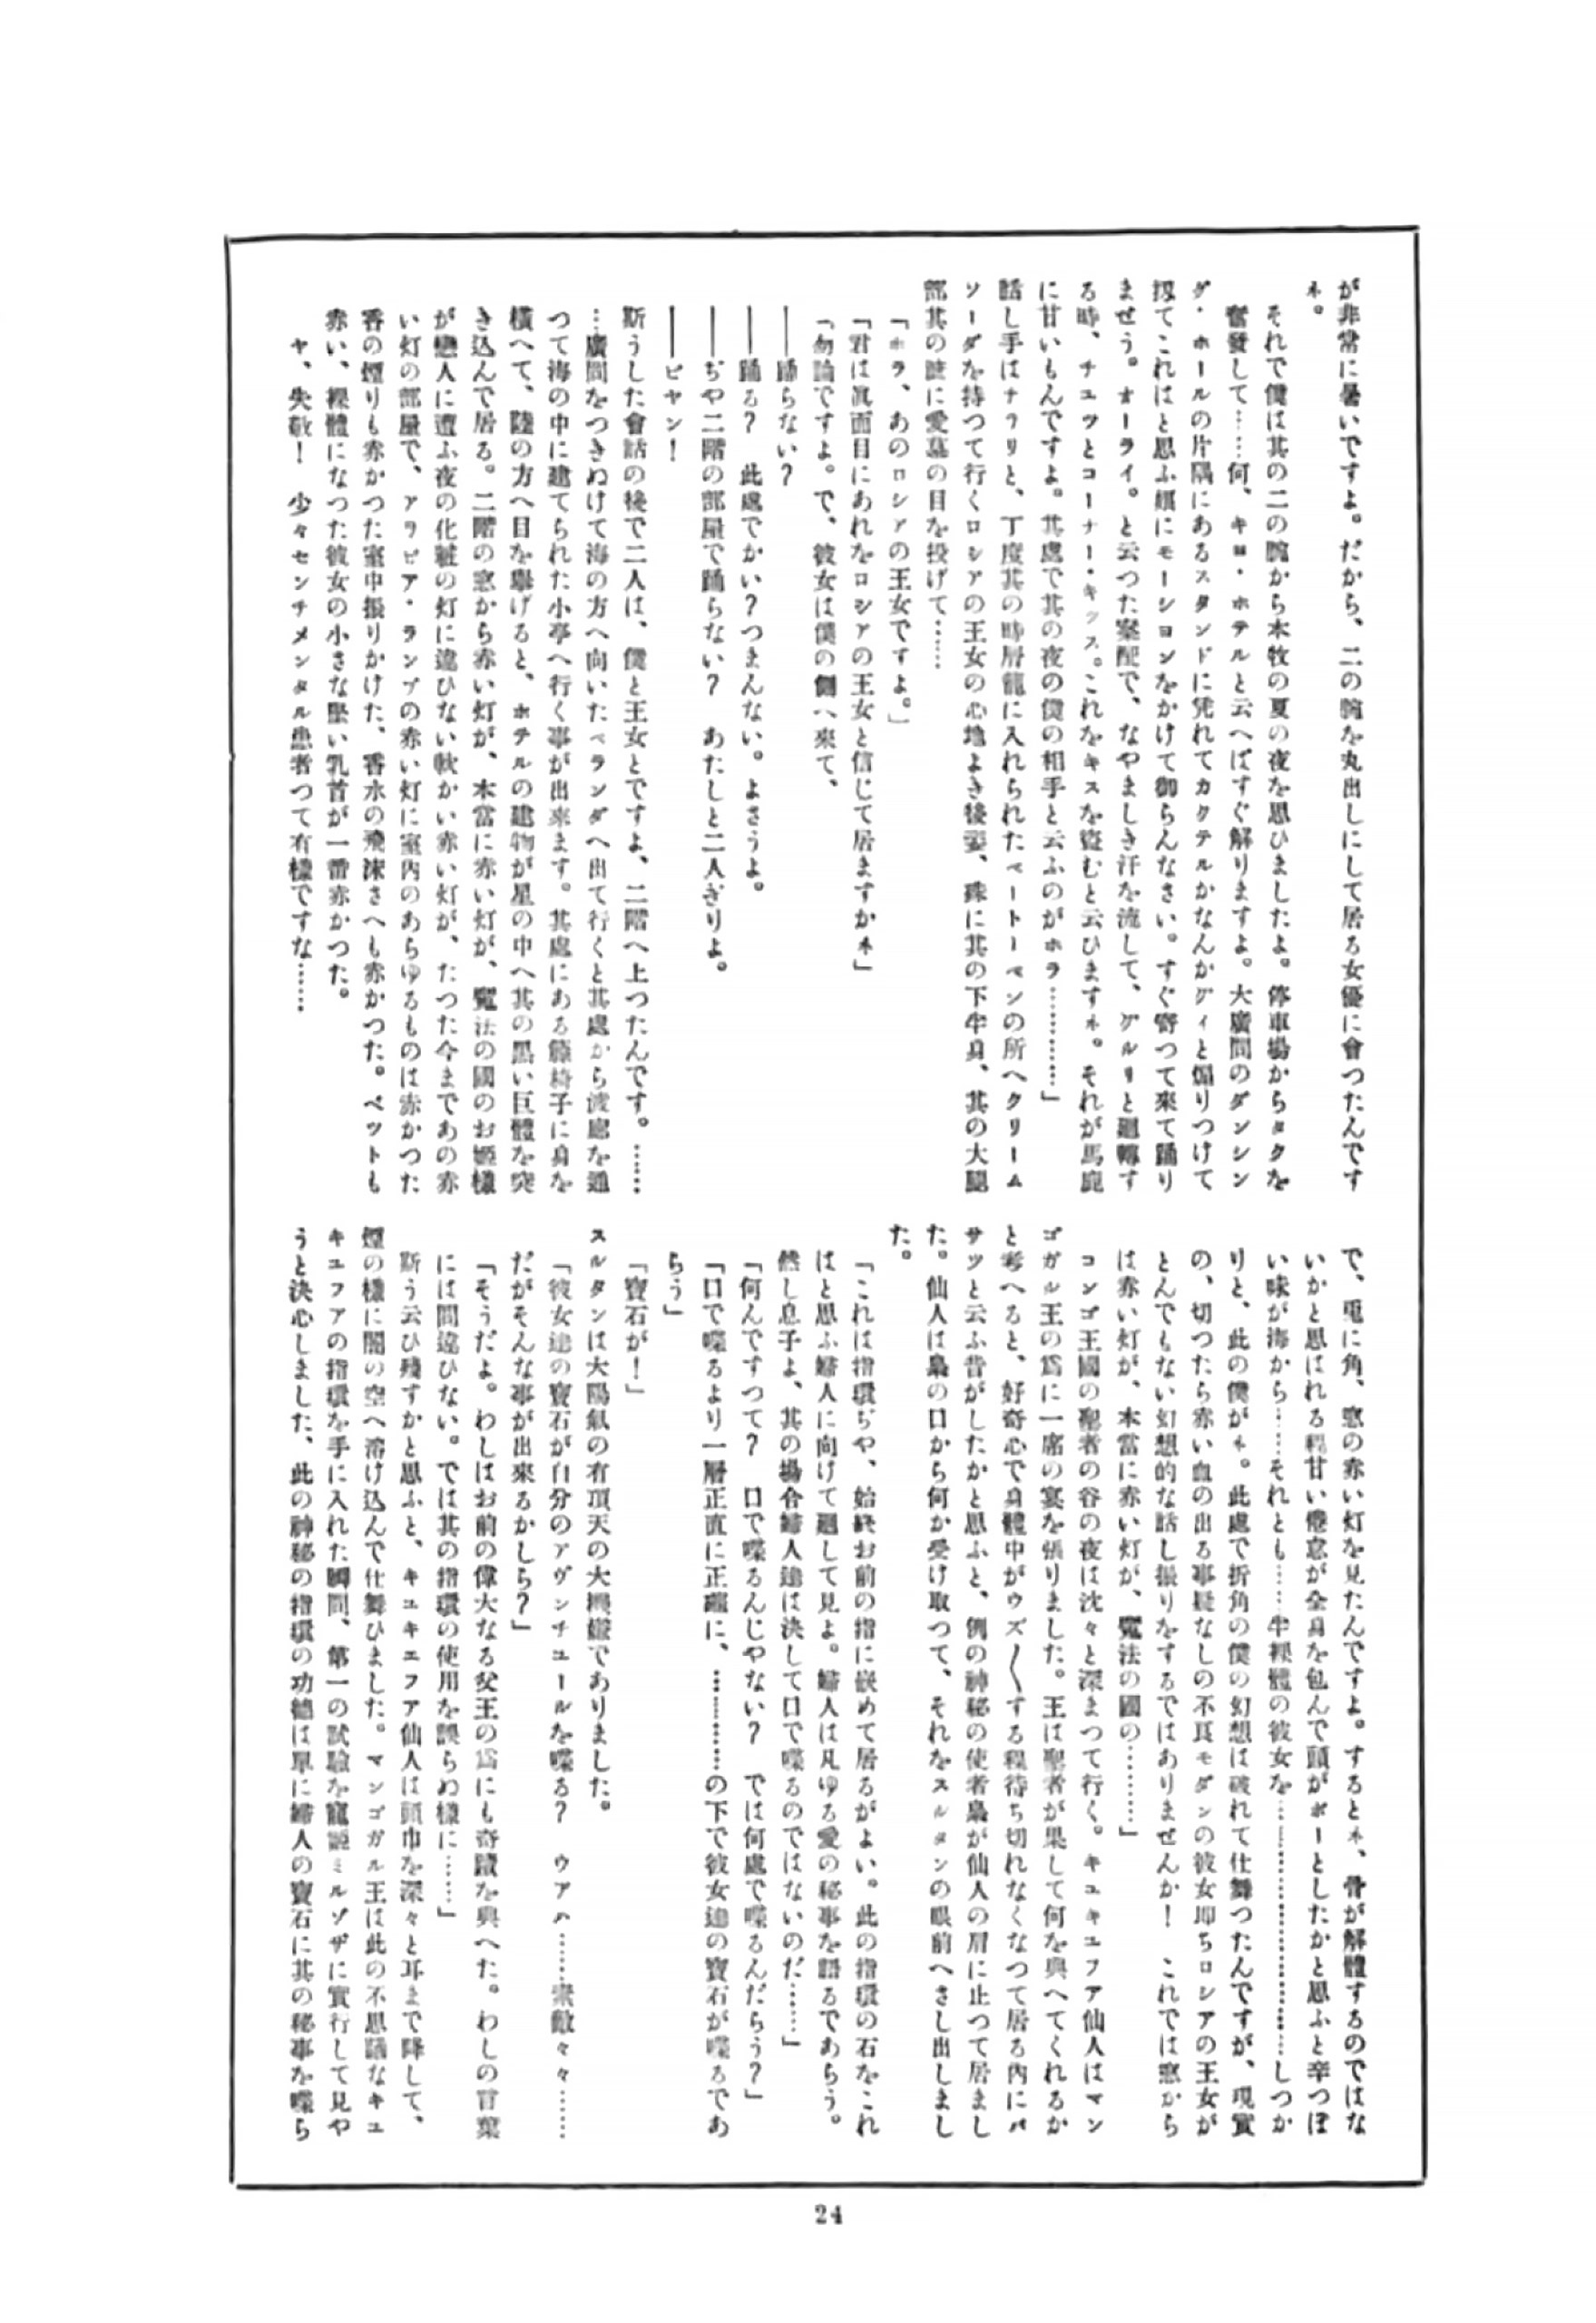 が非常に暑いですよ。だから、二の腕を丸出しにして居る女優に會つたんです
ネ。
それで僕は其の二の腕から本牧の夏の夜を思ひましたよ。停車場からタクを
奮發して……何、キヨ・ホテルと云へばすぐ解りますよ。大廣間のダンシン
グ・ホールの片隅にあるスタンドに凭れてカクテルかなんかグイと煽りつけて
扨てこれはと思ふ娘にモーションをかけて御らんなさい。すぐ寄つて來て踊り
ませう。オーライ。と云つた案配で、なやましき汗を流して、グルリと廻轉す
る時、チユツとコーナー・キツス。これをキスを盜むと云ひますネ。それが馬鹿
に甘いもんですよ。其處で其の夜の僕の相手と云ふのがホラ…………」
話し手はチラリと、丁度其の時層籠に入れられたベートーベンの所へクリーム
ソーダを持つて行くロシアの王女の心地よき後姿、殊に其の下半身、其の大腿
部其の陰に愛慕の目を投げて……
「ホラ、あのロシアの王女ですよ。」
「君は眞面目にあれをロシアの王女と信じて居ますかネ」
「勿論ですよ。で、彼女は僕の側へ來て、
――踊らない？
――踊る？　此處でかい？つまんない。よさうよ。
――ぢや二階の部屋で踊らない？　あたしと二人ぎりよ。
――ビヤン！
斯うした會話の後で二人は、僕と王女とですよ、二階へ上つたんです。……
…廣間をつきぬけて海の方へ向いたベランダへ出て行くと其處から渡廊を通
つて海の中に建てられた小亭へ行く事が出來ます。其處にある籐椅子に身を
橫へて、陸の方へ目を擧げると、ホテルの建物が星の中へ其の黑い巨體を突
き込んで居る。二階の窓から赤い灯が、本當に赤い灯が、魔法の國のお姬樣
が戀人に遭ふ夜の化粧の灯に違ひない軟かい赤い灯が、たつた今まであの赤
い灯の部屋で、アラビア・ランプの赤い灯に室内のあらゆるものは赤かつた
香の煙りも赤かつた室中振りかけた、香水の飛沫さへも赤かつた。ベツトも
赤い、裸體になつた彼女の小さな堅い乳首が一番赤かつた。
ヤ、失敬！　少々センチメンタル患者つて有樣ですな……
で、兎に角、窓の赤い灯を見たんですよ。するとネ、骨が解體するのではな
いかと思はれる程甘い倦怠が全身を包んで頭がボーとしたかと思ふと辛つぽ
い味が海から……それとも……半裸體の彼女を…………………………しつか
りと、此の僕がネ。此處で折角の僕の幻想は破れて仕舞つたんですが、現實
の、切つたら赤い血の出る事疑なしの不良モダンの彼女卽ちロシアの王女が
とんでもない幻想的な話し振りをするではありませんか！　これでは窓から
は赤い灯が、本當に赤い灯が、魔法の國の………」
コンゴ王國の聖者の谷の夜は沈々と深まつて行く。キユキユフア仙人はマン
ゴガル王の爲に一席の宴を張りました。王は聖者が果して何を與へてくれるか
と考へると、好奇心で身體中がウズ〱する程待ち切れなくなつて居る內にバ
サツと云ふ音がしたかと思ふと、例の神秘の使者梟が仙人の肩に止つて居まし
た。仙人は梟の口から何か受け取つて、それをスルタンの眼前へさし出しまし
た。
「これは指環ぢや、始終お前の指に嵌めて居るがよい。此の指環の石をこれ
はと思ふ婦人に向けて廻して見よ。婦人は凡ゆる愛の秘事を語るであらう。
然し息子よ、其の場合婦人達は決して口で喋るのではないのだ……」
「何んですつて？　口で喋るんじやない？　では何處で喋るんだらう？」
「口で喋るより一層正直に正確に、…………の下で彼女達の寶石が喋るであ
らう」
「寶石が！」
スルタンは大陽氣の有頂天の大機嫌でありました。
「彼女達の寶石が自分のアヴンチユールを喋る？　ウアハ……素敵々々……
だがそんな事が出來るかしら？」
「そうだよ。わしはお前の偉大なる父王の爲にも奇蹟を與へた。わしの言葉
には間違ひない。では其の指環の使用を誤らぬ樣に……」
斯う云ひ殘すかと思ふと、キユキユフア仙人は頭巾を深々と耳まで降して、
煙の樣に闇の空へ溶け込んで仕舞ひました。マンゴガル王は此の不思議なキユ
キユフアの指環を手に入れた瞬間、第一の試驗を寵姬ミルゾザに實行して見や
うと決心しました、此の神秘の指環の功德は單に婦人の寶石に其の秘事を喋ら
24